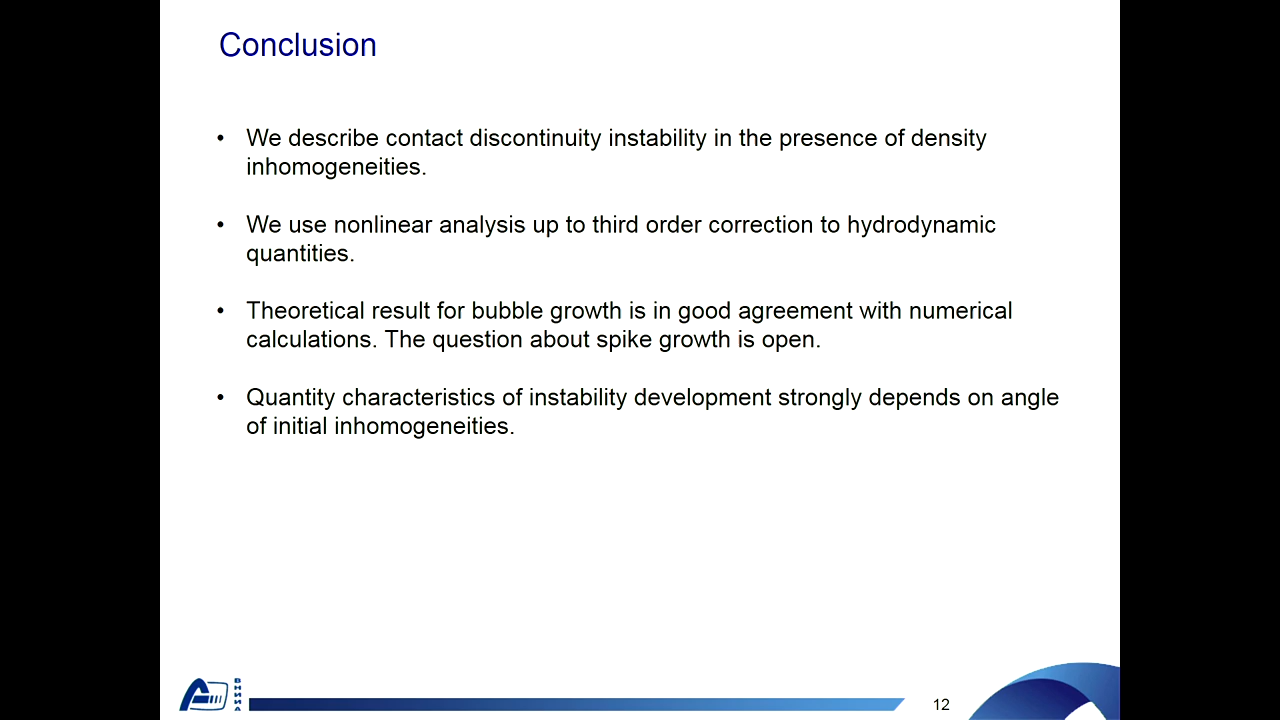 Conclusion
• We describe contact discontinuity instability in the presence of density
inhomogeneities.
• We use nonlinear analysis up to third order correction to hydrodynamic
quantities.
• Theoretical result for bubble growth is in good agreement with numerical
calculations. The question about spike growth is open.
• Quantity characteristics of instability development strongly depends on angle
of initial inhomogeneities.
ВНИИА
12